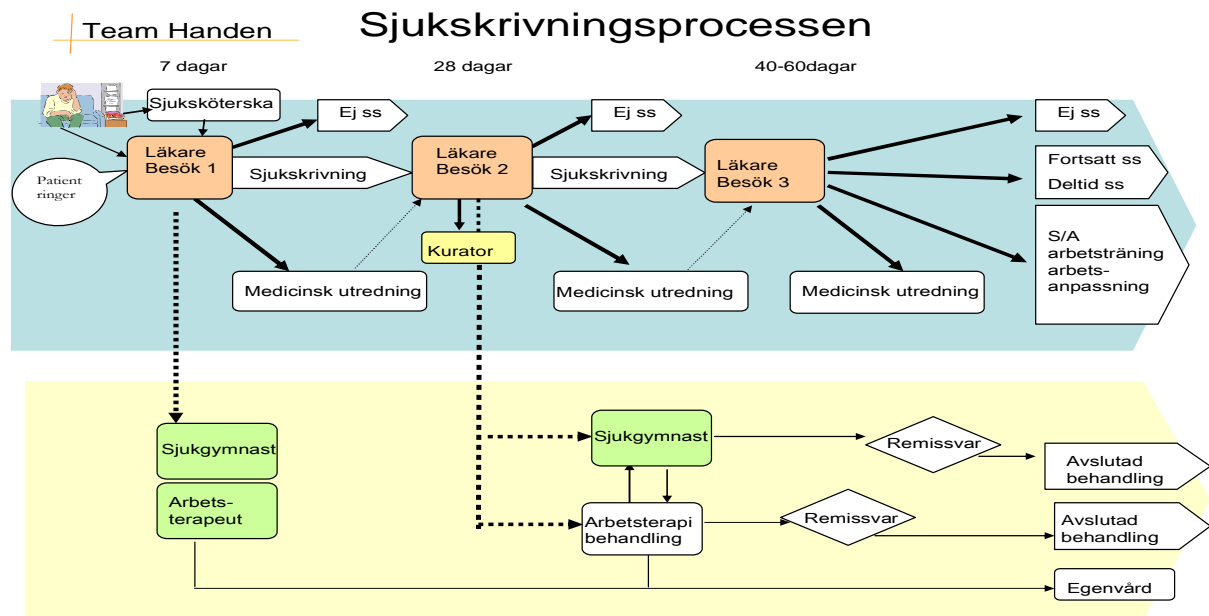 Team Handen
Sjukskrivningsprocessen
7 dagar
28 dagar
40-60dagar
Sjuksköterska
Ej ss
Ej ss
Ej ss
Läkare
Besök 1
Sjukskrivning
Läkare
Besök 2
Sjukskrivning
Läkare
Besök 3
Fortsatt ss
Deltid ss
Patient
ringer
Kurator
S/A
arbetsträning
arbets-
anpassning
Medicinsk utredning
Medicinsk utredning
Medicinsk utredning
Sjukgymnast
Arbets-
terapeut
Sjukgymnast
Remissvar
Avslutad
behandling
Arbetsterapi
behandling
Remissvar
Avslutad
behandling
Egenvård